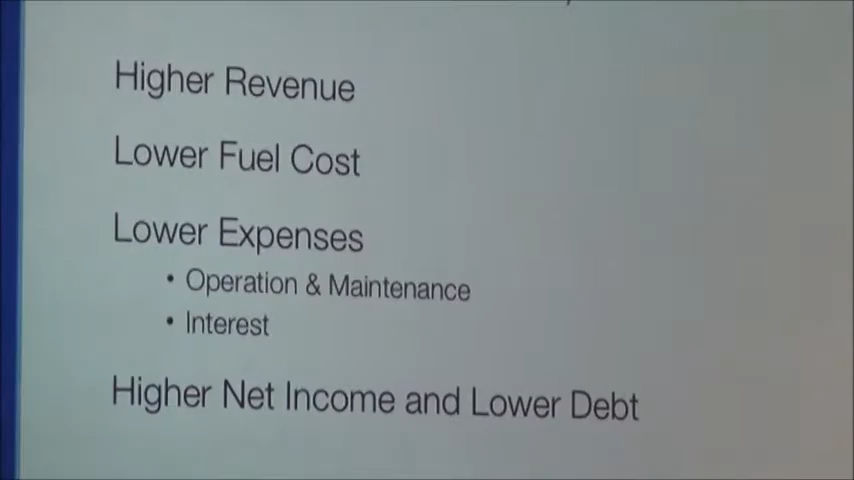 Higher Revenue
Lower Fuel Cost
Lower Expenses
• Operation & Maintenance
• Interest
Higher Net Income and Lower Debt